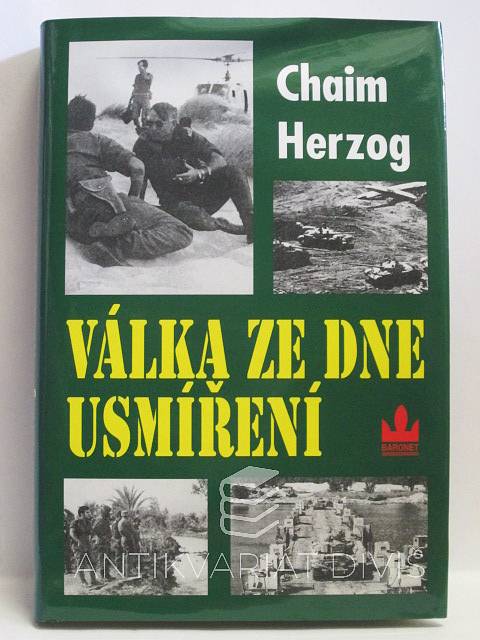 Chaim
Herzog
VÁLKA ZE DNE
USMÍŘENÍ
BARONET
ANTIKVARIÁT DIVIŠ